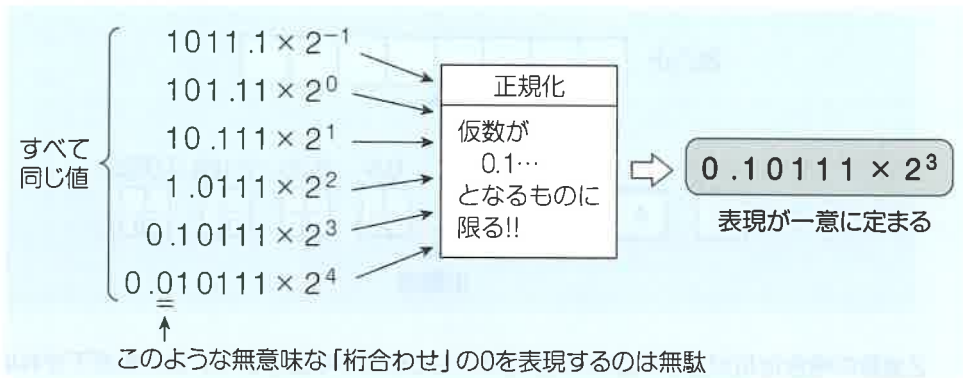 すべて
同じ値
1011.1×2⁻¹
101.11×2⁰
10.111×2¹
1.0111×2²
0.10111×2³
0.010111×2⁴
正規化
仮数が
0.1…
となるものに
限る!!
0.10111×2³
表現が一意に定まる
このような無意味な「桁合わせ」の0を表現するのは無駄